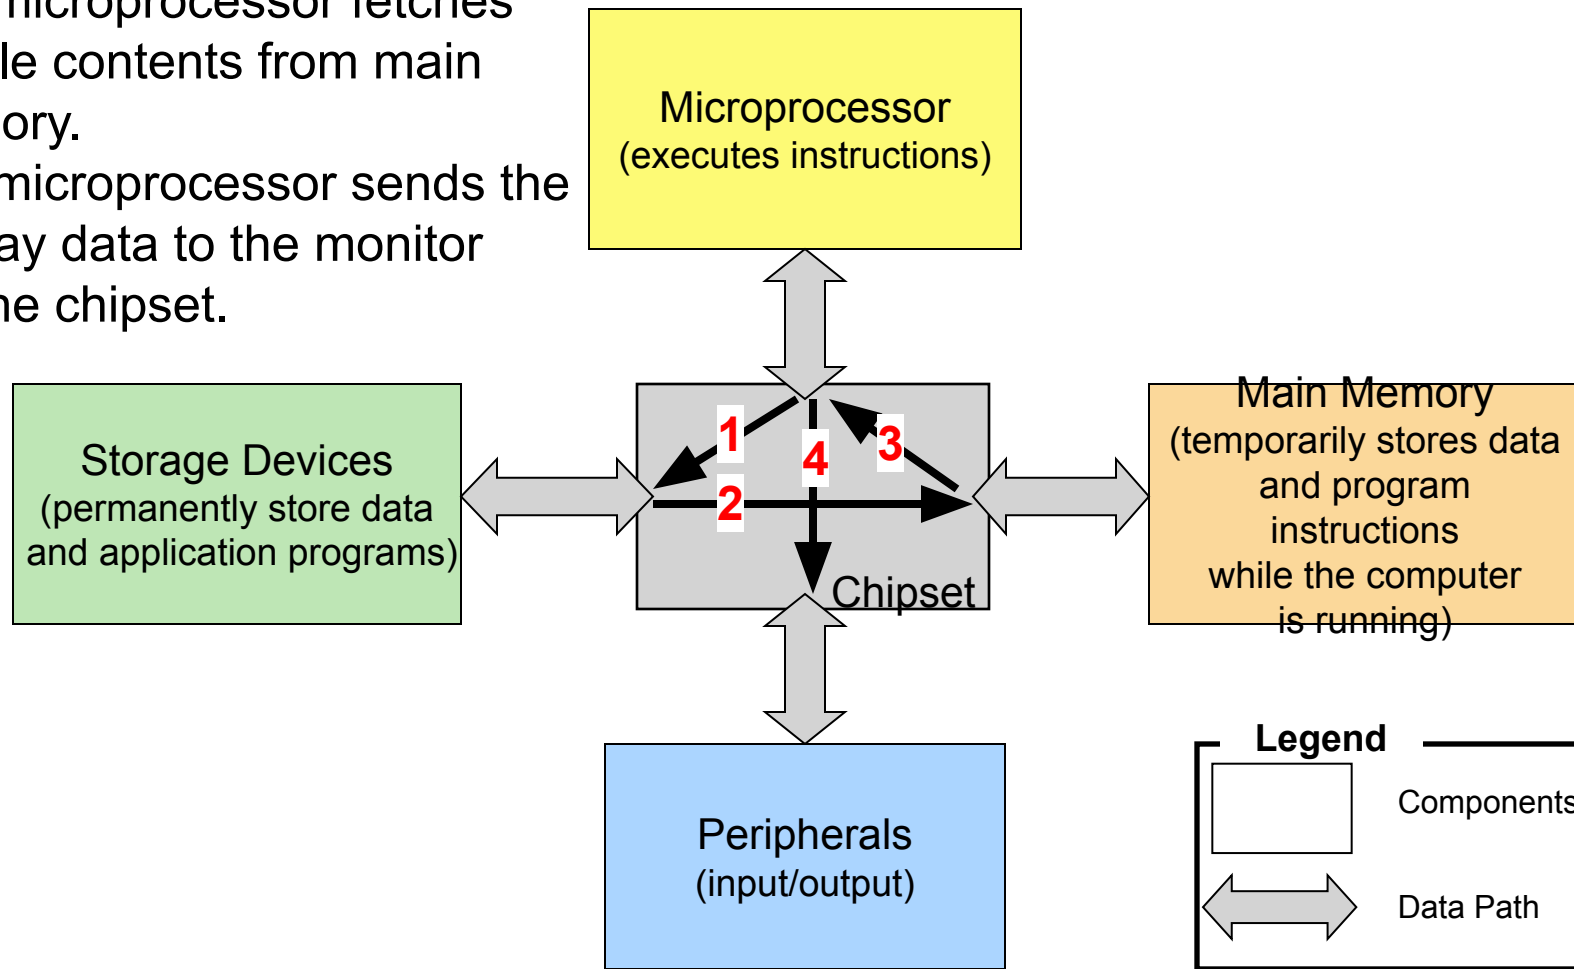 microprocessor fetches
le contents from main
ory.
microprocessor sends the
ay data to the monitor
he chipset.
Microprocessor
(executes instructions)
Storage Devices
(permanently store data
and application programs)
1
2
3
4
Chipset
Main Memory
(temporarily stores data
and program
instructions
while the computer
is running)
Peripherals
(input/output)
Legend
Components
Data Path